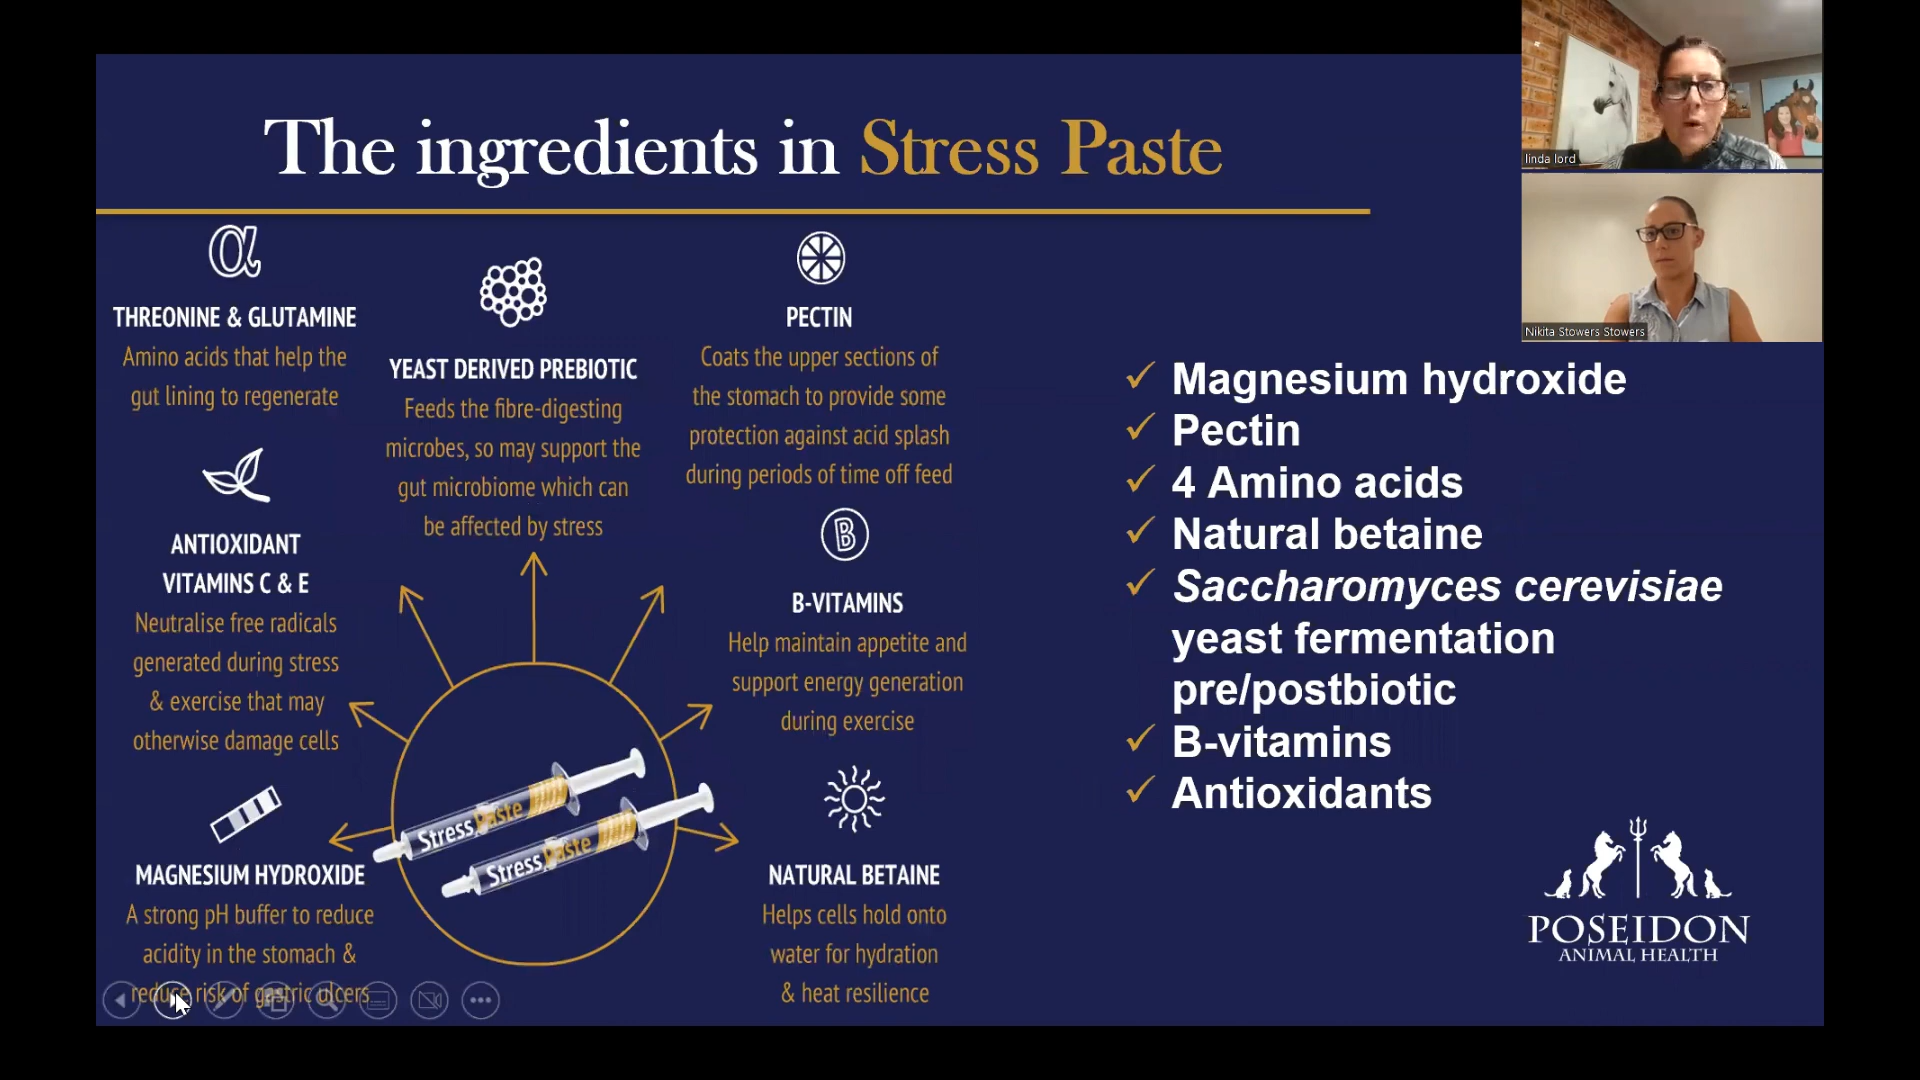 The ingredients in Stress Paste
linda lord
Nikita Stowers Stowers
α
THREONINE & GLUTAMINE
Amino acids that help the
gut lining to regenerate
YEAST DERIVED PREBIOTIC
Feeds the fibre-digesting
microbes, so may support the
gut microbiome which can
be affected by stress
PECTIN
Coats the upper sections of
the stomach to provide some
protection against acid splash
during periods of time off feed
ANTIOXIDANT
VITAMINS C & E
Neutralise free radicals
generated during stress
& exercise that may
otherwise damage cells
B
B-VITAMINS
Help maintain appetite and
support energy generation
during exercise
MAGNESIUM HYDROXIDE
A strong pH buffer to reduce
acidity in the stomach &
reduce risk of gastric ulcers
Stress Paste
Stress Paste
NATURAL BETAINE
Helps cells hold onto
water for hydration
& heat resilience
Magnesium hydroxide
Pectin
4 Amino acids
Natural betaine
Saccharomyces cerevisiae
yeast fermentation
pre/postbiotic
B-vitamins
Antioxidants
POSEIDON
ANIMAL HEALTH